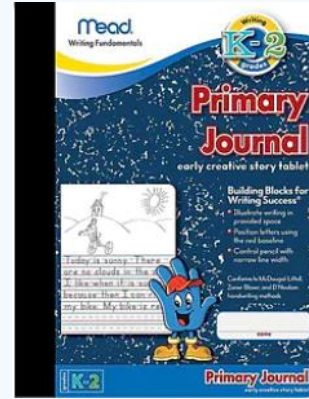 Mead
Writing Fundamentals
Writing
K-2
grades
Primary
Journal
early creative story tablet
Building Blocks for
Writing Success
• Illustrate writing in
provided space
• Position letters using
the red baseline
• Control pencil with
narrow line width
Conforms to McDougal Littell,
Zaner Bloser, and D'Nealian
handwriting methods
Today is sunny. There
are no clouds in the
I like when it is
because then I can
my bike. My bike is re
name
grades
K-2
Primary Journal
early creative story tablet